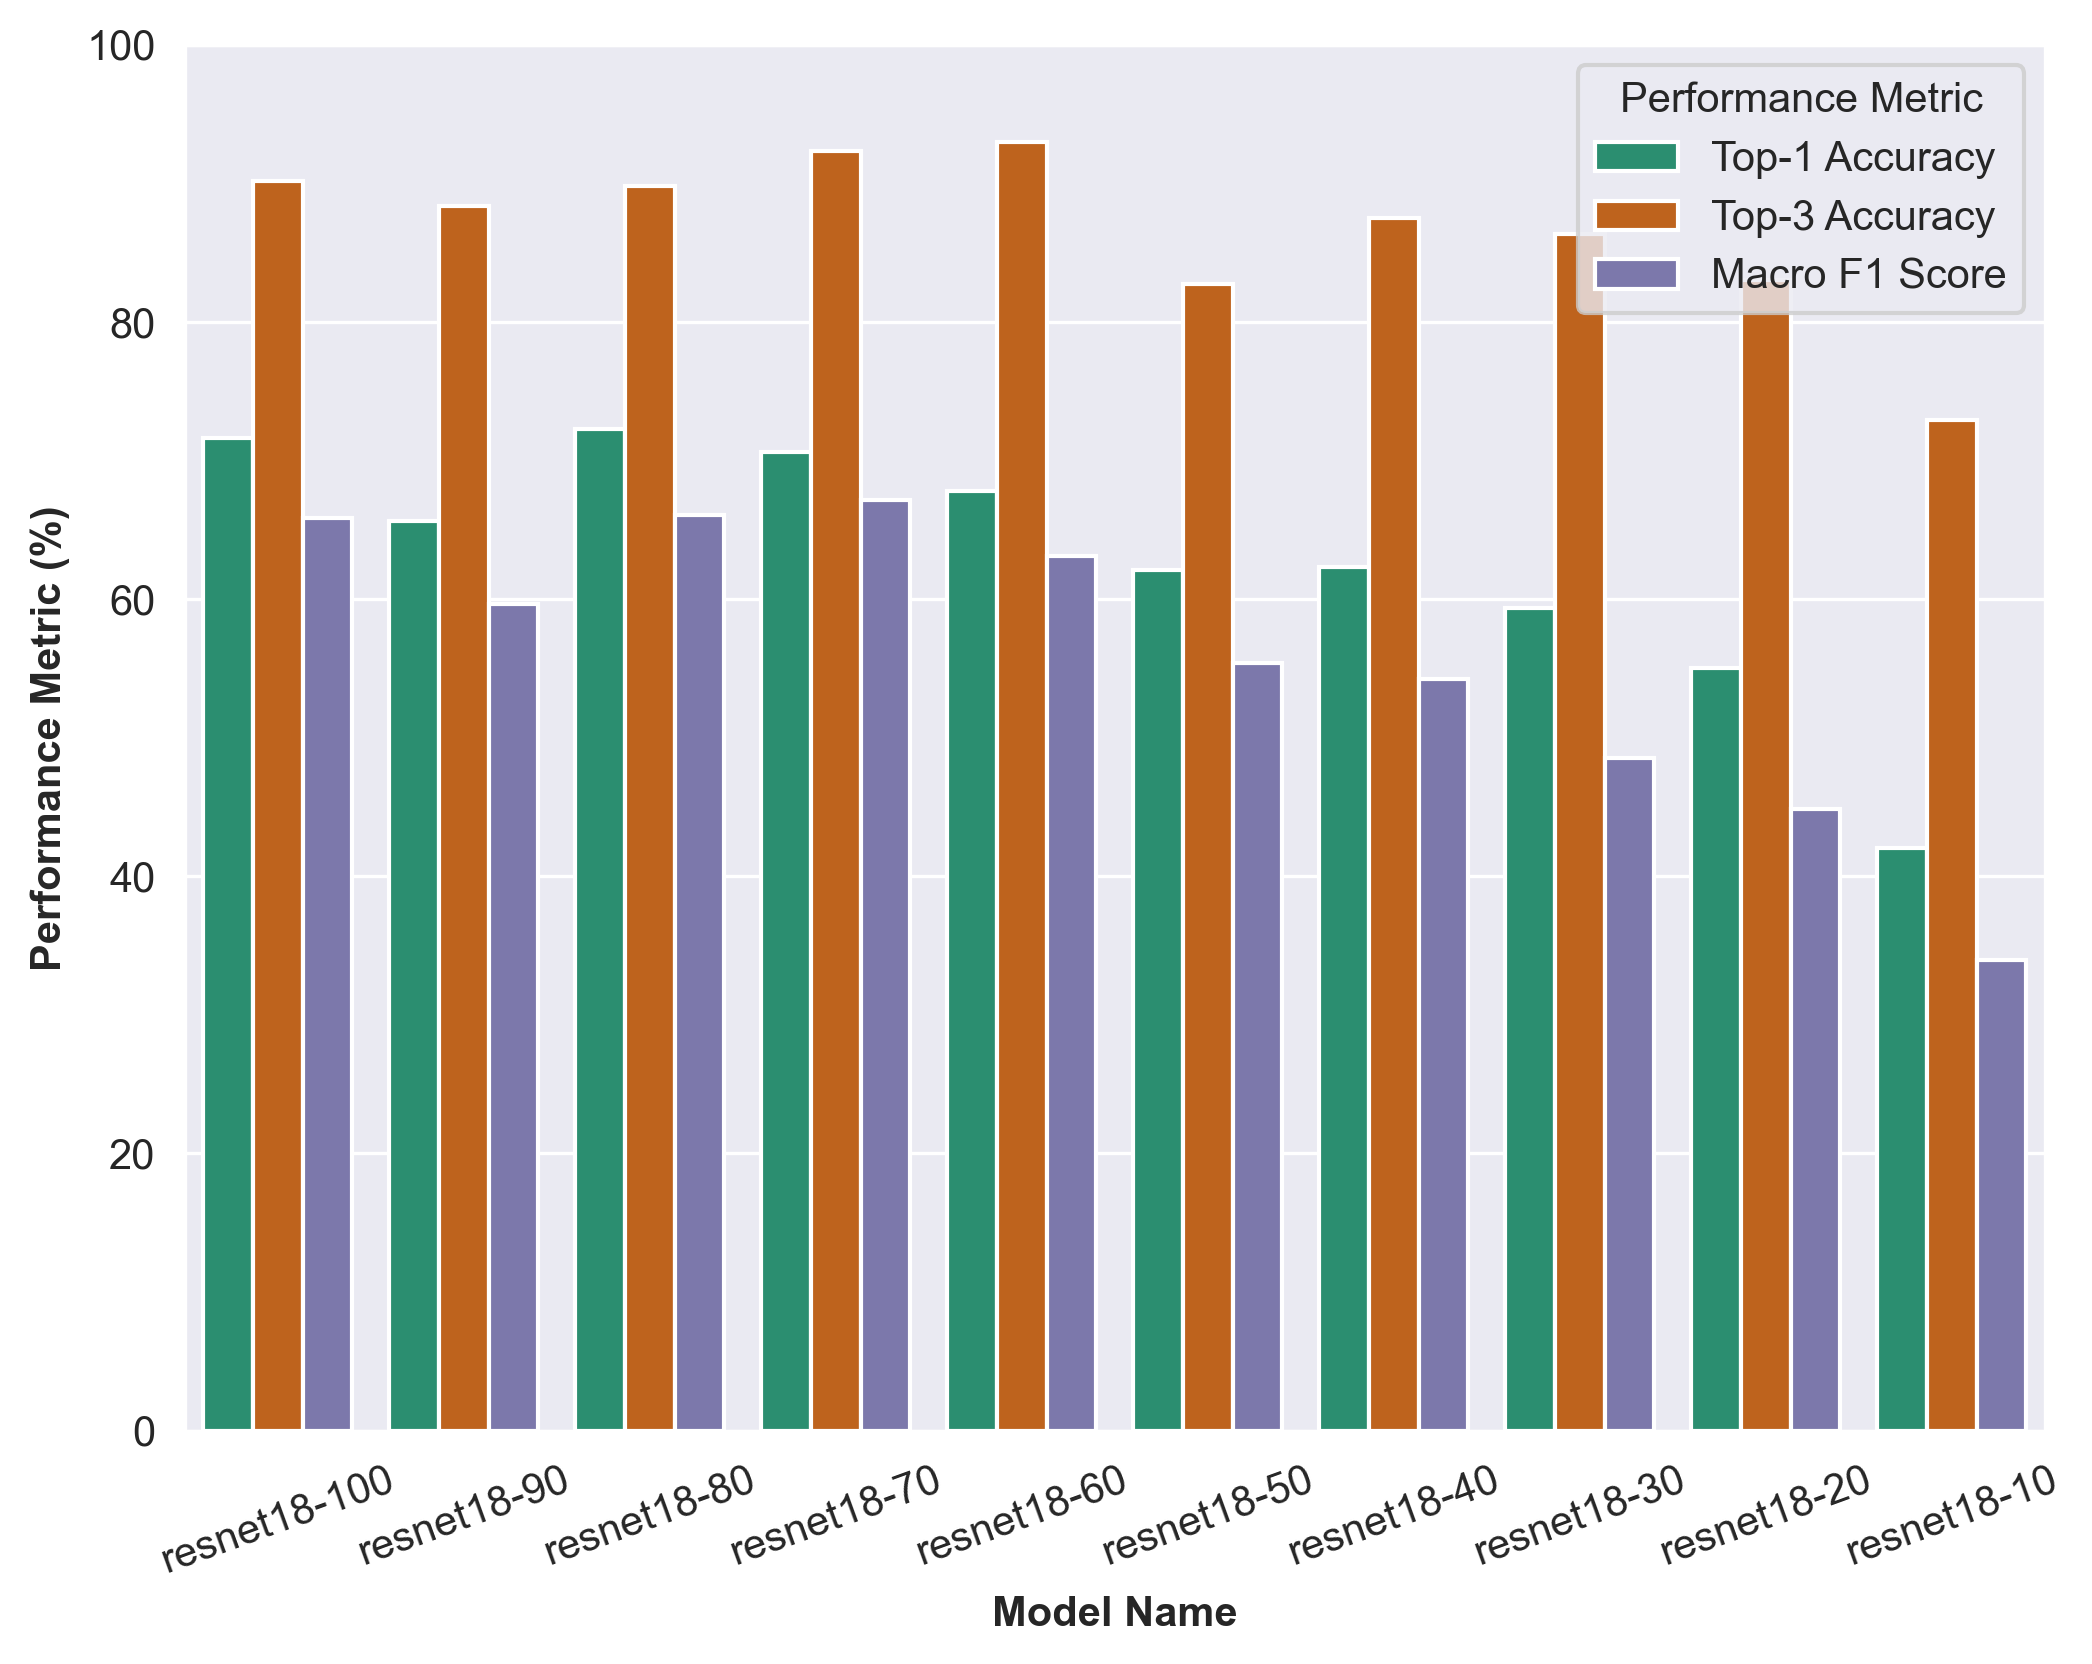 100
80
60
40
20
0
Performance Metric (%)
Performance Metric
Top-1 Accuracy
Top-3 Accuracy
Macro F1 Score
resnet18-100
resnet18-90
resnet18-80
resnet18-70
resnet18-60
resnet18-50
resnet18-40
resnet18-30
resnet18-20
resnet18-10
Model Name